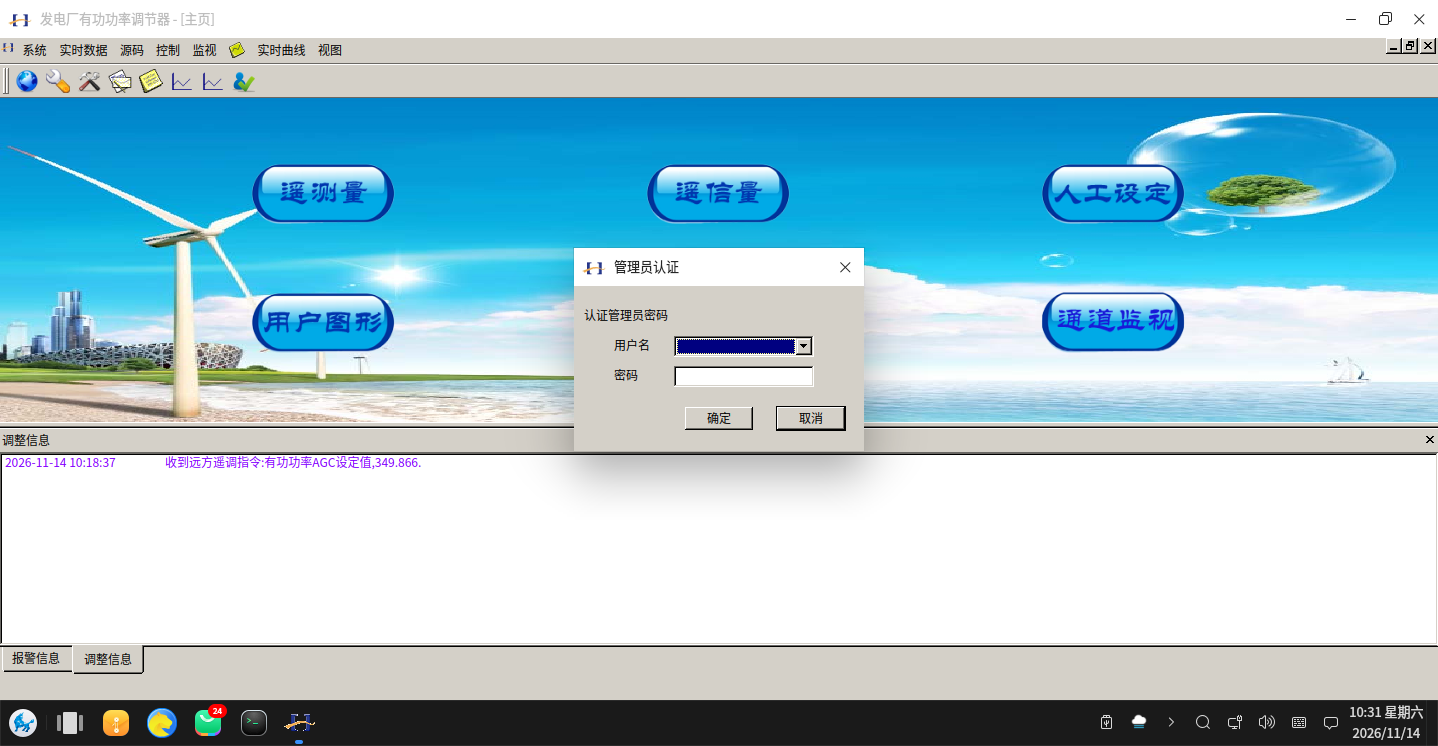 发电厂有功功率调节器 - [主页]
系统 实时数据 源码 控制 监视 实时曲线 视图
遥测量 遥信量 人工设定
管理员认证
认证管理员密码
用户图形 用户名 通道监视
密码
确定 取消
调整信息
2026-11-14 10:18:37 收到远方遥调指令:有功功率AGC设定值,349.866.
报警信息 调整信息
24
10:31 星期六
2026/11/14